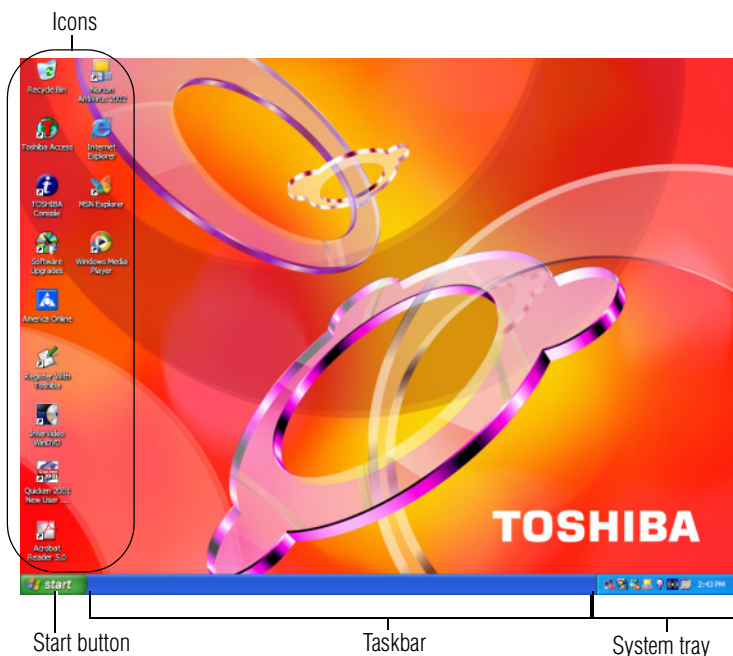 Icons
Recycle Bin
Norton
AntiVirus 2002
Toshiba Access
Internet
Explorer
TOSHIBA
Console
MSN Explorer
Software
Upgrades
Windows Media
Player
America Online
Register With
Toshiba
InterVideo
WinDVD
Quicken 2001
New User ...
Acrobat
Reader 5.0
TOSHIBA
start
2:43 PM
Start button
Taskbar
System tray